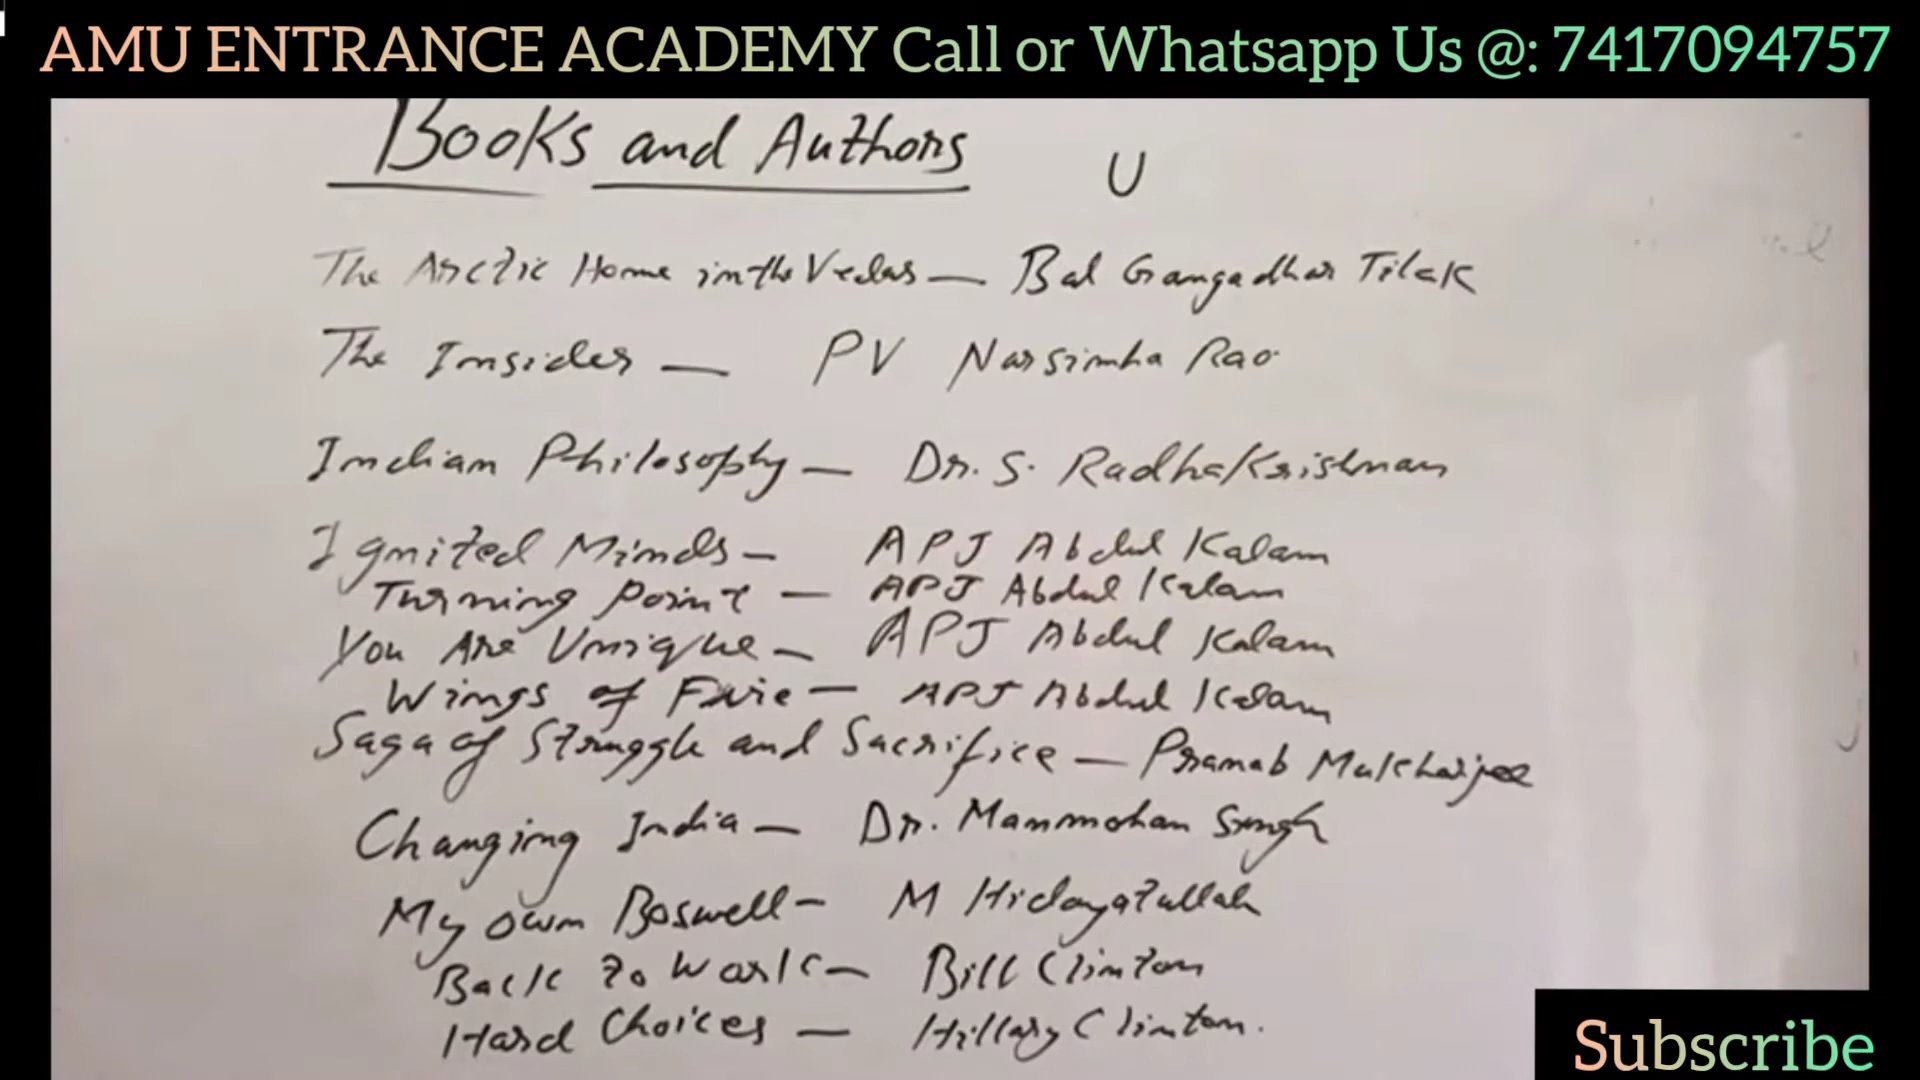 AMU ENTRANCE ACADEMY Call or Whatsapp Us @: 7417094757
Books and Authors U
The Arctic Home in the Vedas — Bal Gangadhar Tilak
The Insider — PV Narsimha Rao
Indian Philosophy — Dr. S. Radhakrishnan
Ignited Minds — APJ Abdul Kalam
Turning Point — APJ Abdul Kalam
You Are Unique — APJ Abdul Kalam
Wings of Fire — APJ Abdul Kalam
Saga of Struggle and Sacrifice — Pranab Mukharjee
Changing India — Dr. Manmohan Singh
My own Boswell — M Hidayatullah
Back to Work — Bill Clinton
Hard Choices — Hillary Clinton.
Subscribe